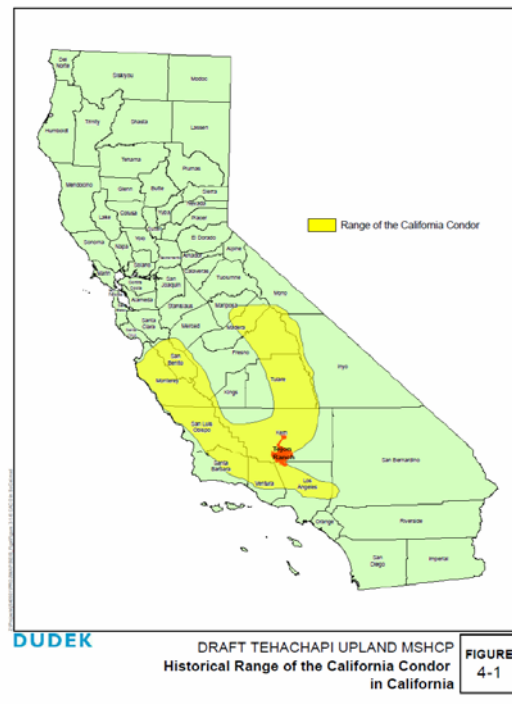 Del
Norte
Siskiyou
Modoc
Humboldt
Trinity
Shasta
Lassen
Tehama
Plumas
Mendocino
Glenn
Butte
Sierra
Nevada
Lake
Colusa
Yuba
Placer
Sonoma
Napa
Yolo
El Dorado
Alpine
Amador
Solano
Calaveras
Marin
San
Joaquin
Tuolumne
Mono
Alameda
Stanislaus
Mariposa
Santa
Clara
Merced
Madera
San
Benito
Fresno
Inyo
Monterey
Kings
Tulare
San Luis
Obispo
Kern
Tejon
Ranch
Santa
Barbara
Ventura
Los
Angeles
San Bernardino
Orange
Riverside
San
Diego
Imperial
Range of the California Condor
DUDEK
DRAFT TEHACHAPI UPLAND MSHCP
Historical Range of the California Condor
in California
FIGURE
4-1